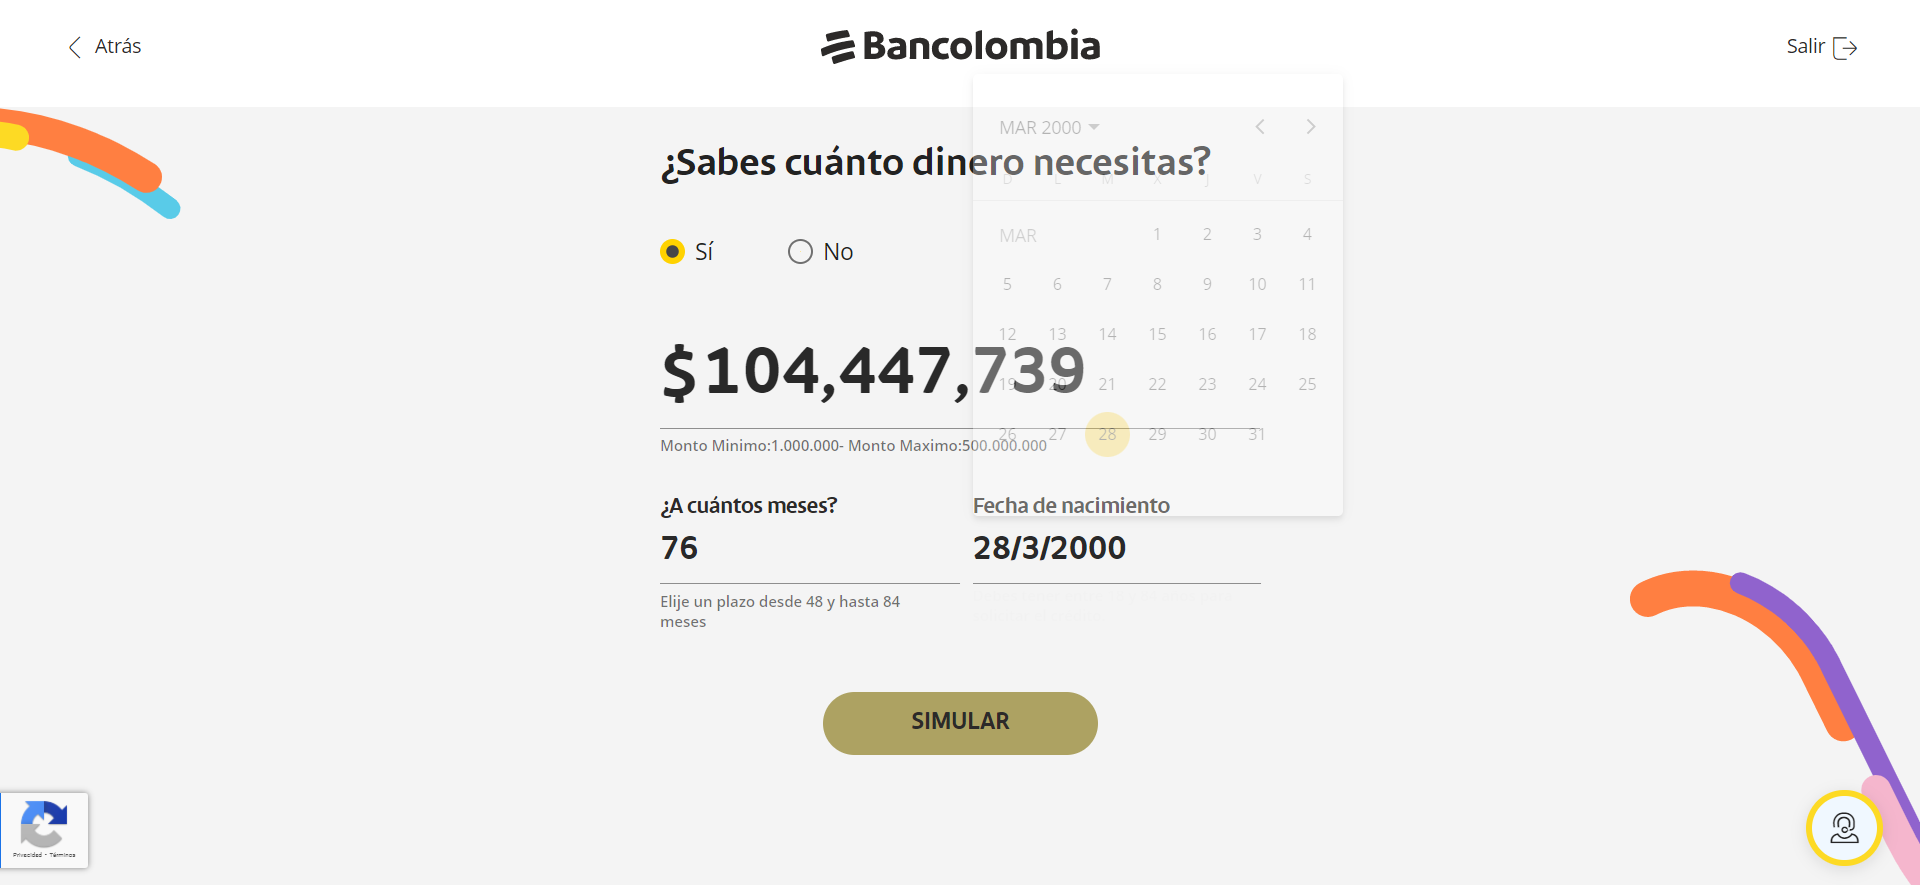 Atrás
Bancolombia
Salir
MAR 2000
¿Sabes cuánto dinero necesitas?
D L M X J V S
Sí
No
MAR 1 2 3 4
5 6 7 8 9 10 11
12 13 14 15 16 17 18
$104,447,739
19 20 21 22 23 24 25
26 27 28 29 30 31
Monto Minimo:1.000.000- Monto Maximo:500.000.000
¿A cuántos meses?
76
Elije un plazo desde 48 y hasta 84
meses
Fecha de nacimiento
28/3/2000
SIMULAR
Privacidad - Términos